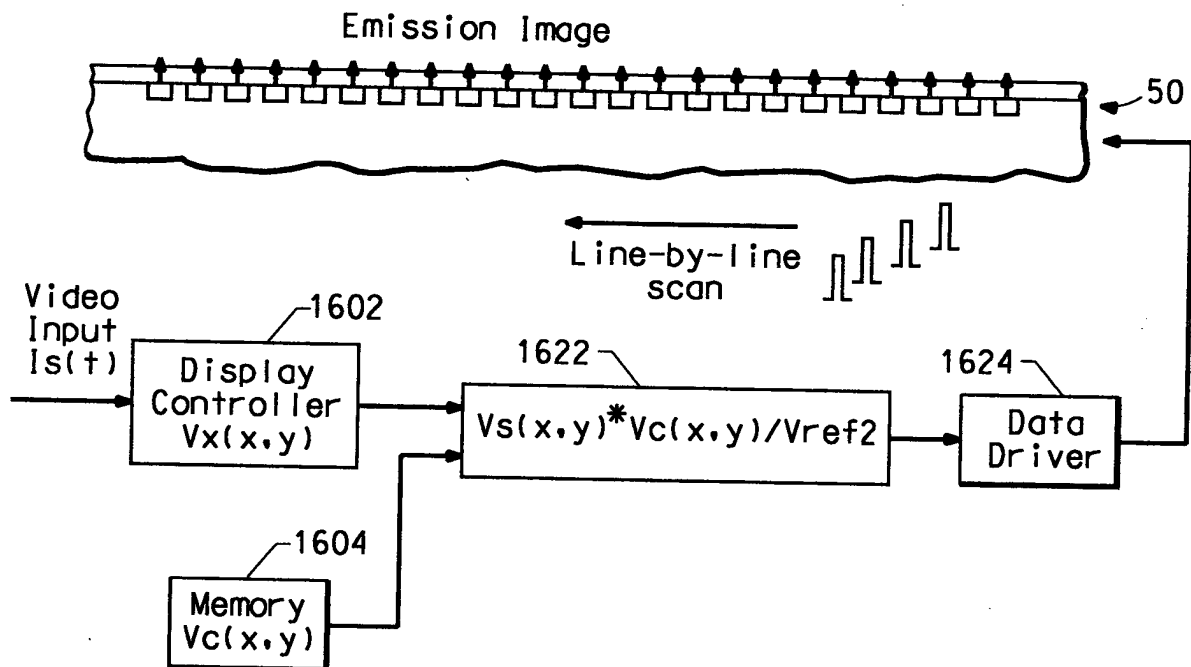 Emission Image
50
Line-by-line
scan
Video
Input
Is(t)
1602
Display
Controller
Vx(x,y)
1622
Vs(x,y)*Vc(x,y)/Vref2
1624
Data
Driver
1604
Memory
Vc(x,y)